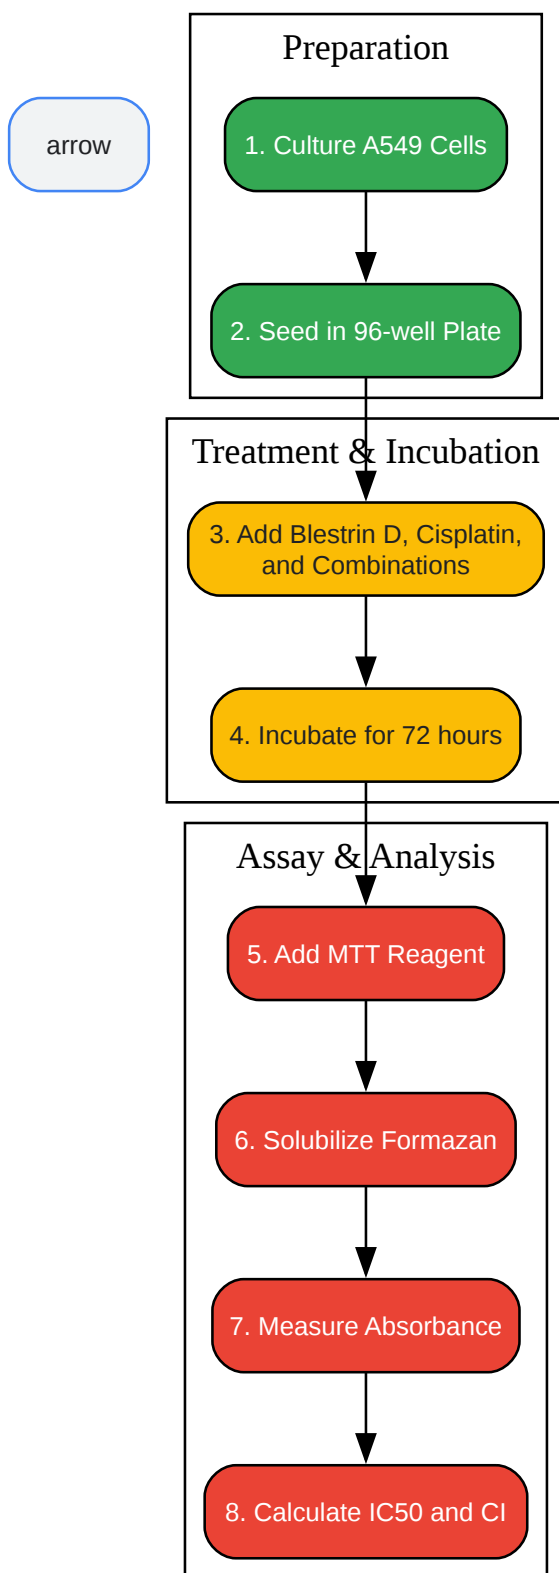 Preparation
arrow
1. Culture A549 Cells
2. Seed in 96-well Plate
Treatment & Incubation
3. Add Blestrin D, Cisplatin,
and Combinations
4. Incubate for 72 hours
Assay & Analysis
5. Add MTT Reagent
6. Solubilize Formazan
7. Measure Absorbance
8. Calculate IC50 and CI